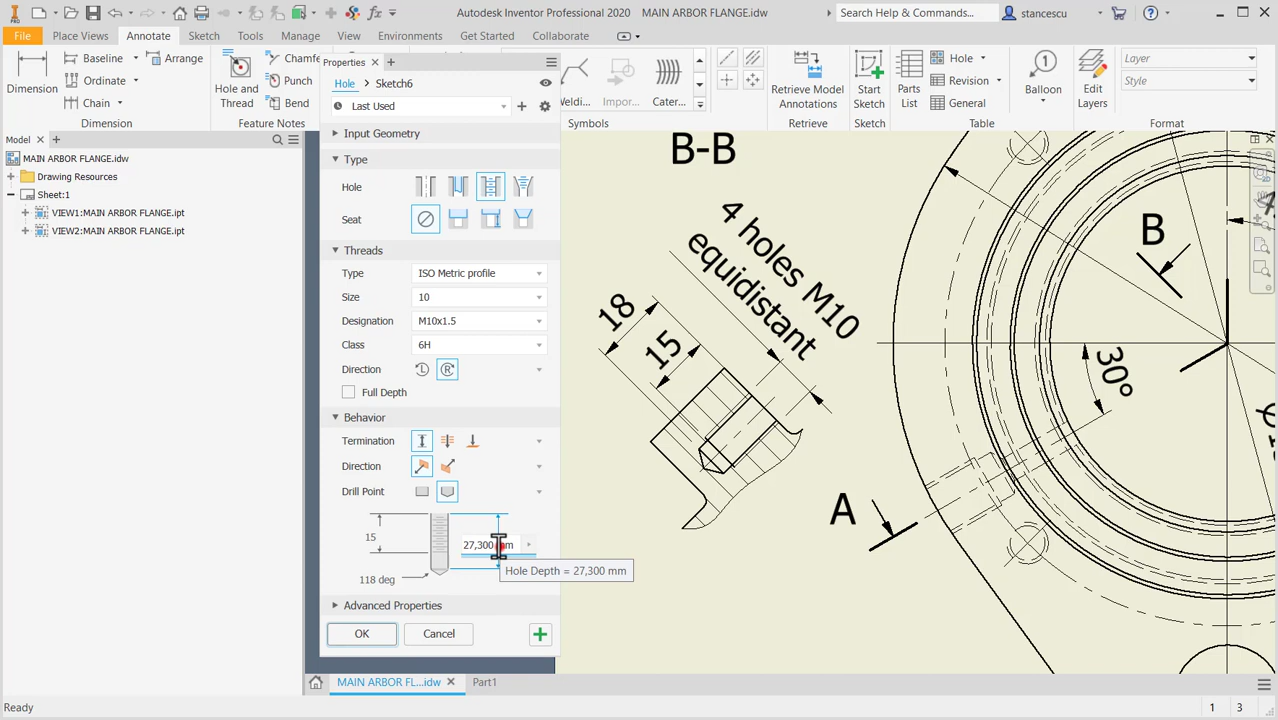 Autodesk Inventor Professional 2020 MAIN ARBOR FLANGE.idw
Search Help & Commands...
stancescu
File Place Views Annotate Sketch Tools Manage View Environments Get Started Collaborate
Dimension
Baseline
Ordinate
Chain
Arrange
Dimension
Hole and Thread
Chamfe
Punch
Bend
Feature Notes
Weldi...
Impor...
Cater...
Symbols
Retrieve Model Annotations
Retrieve
Start Sketch
Sketch
Parts List
Hole
Revision
General
Table
Balloon
Edit Layers
Layer
Style
Format
Properties
Hole Sketch6
Last Used
Input Geometry
Type
Hole
Seat
Threads
Type ISO Metric profile
Size 10
Designation M10x1.5
Class 6H
Direction L R
Full Depth
Behavior
Termination
Direction
Drill Point
15
27,300 mm
118 deg
Hole Depth = 27,300 mm
Advanced Properties
OK Cancel
Model
MAIN ARBOR FLANGE.idw
Drawing Resources
Sheet:1
VIEW1:MAIN ARBOR FLANGE.ipt
VIEW2:MAIN ARBOR FLANGE.ipt
B-B
4 holes M10
equidistant
18
15
B
30°
A
MAIN ARBOR FL...idw Part1
Ready 1 3